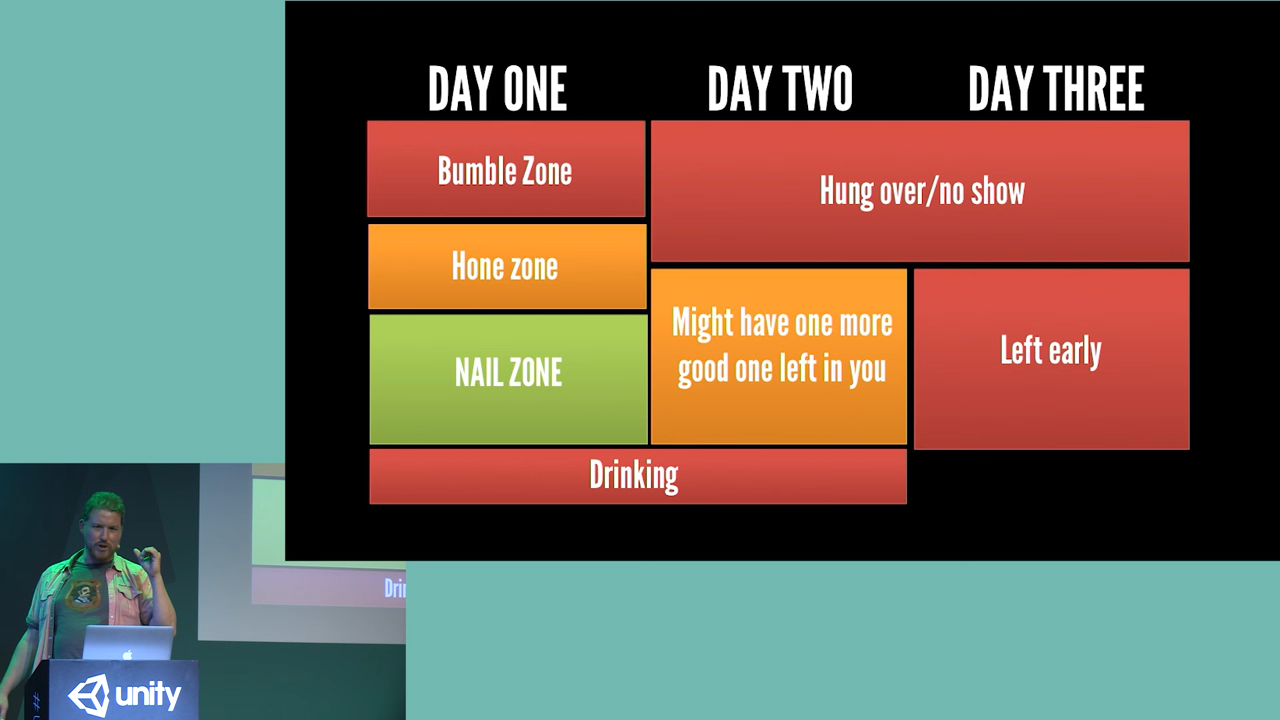 DAY ONE
DAY TWO
DAY THREE
Bumble Zone
Hung over/no show
Hone zone
Might have one more
good one left in you
Left early
NAIL ZONE
Drinking
Dri
unity
#